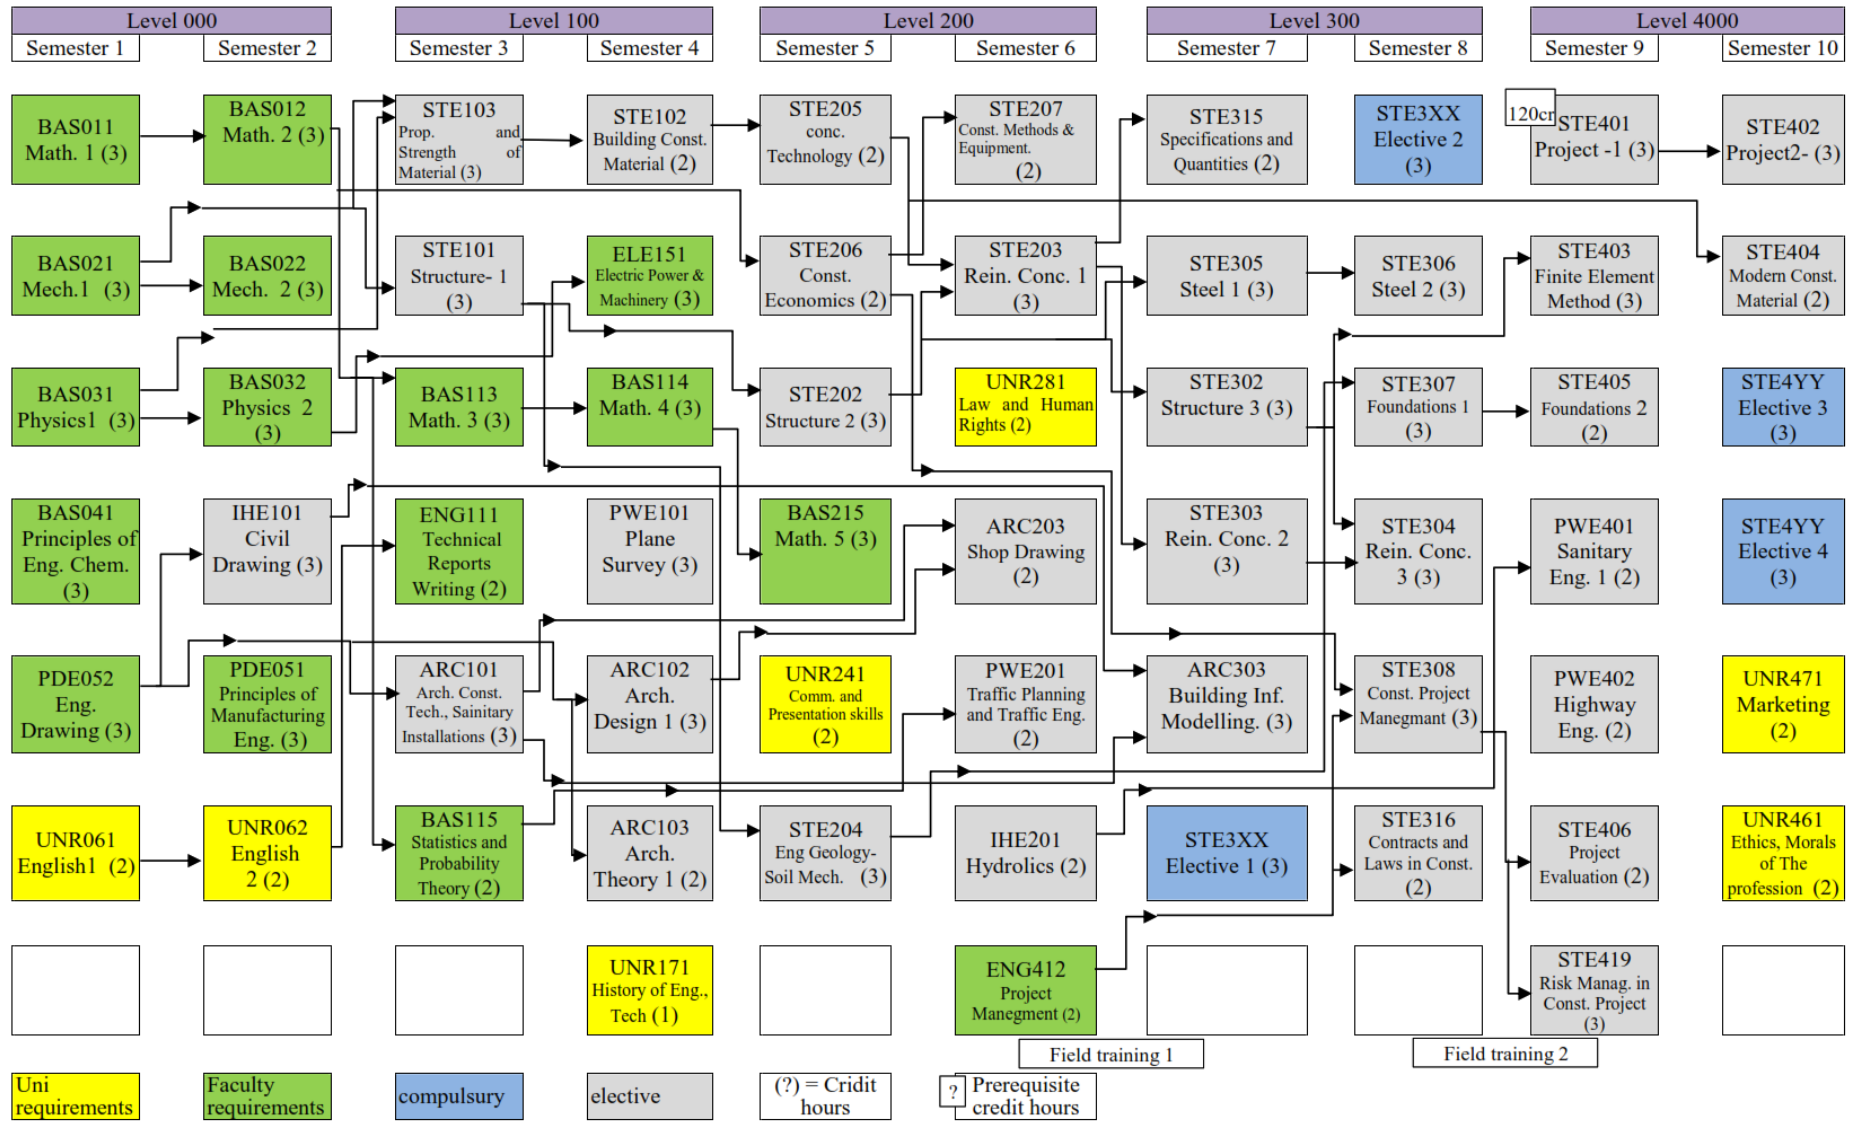 Level 000
Level 100
Level 200
Level 300
Level 4000
Semester 1
Semester 2
Semester 3
Semester 4
Semester 5
Semester 6
Semester 7
Semester 8
Semester 9
Semester 10
BAS011
Math. 1 (3)
BAS012
Math. 2 (3)
STE103
Prop. and
Strength of
Material (3)
STE102
Building Const.
Material (2)
STE205
conc.
Technology (2)
STE207
Const. Methods &
Equipment.
(2)
STE315
Specifications and
Quantities (2)
STE3XX
Elective 2
(3)
120cr
STE401
Project -1 (3)
STE402
Project2- (3)
BAS021
Mech.1 (3)
BAS022
Mech. 2 (3)
STE101
Structure- 1
(3)
ELE151
Electric Power &
Machinery (3)
STE206
Const.
Economics (2)
STE203
Rein. Conc. 1
(3)
STE305
Steel 1 (3)
STE306
Steel 2 (3)
STE403
Finite Element
Method (3)
STE404
Modern Const.
Material (2)
BAS031
Physics1 (3)
BAS032
Physics 2
(3)
BAS113
Math. 3 (3)
BAS114
Math. 4 (3)
STE202
Structure 2 (3)
UNR281
Law and Human
Rights (2)
STE302
Structure 3 (3)
STE307
Foundations 1
(3)
STE405
Foundations 2
(2)
STE4YY
Elective 3
(3)
BAS041
Principles of
Eng. Chem.
(3)
IHE101
Civil
Drawing (3)
ENG111
Technical
Reports
Writing (2)
PWE101
Plane
Survey (3)
BAS215
Math. 5 (3)
ARC203
Shop Drawing
(2)
STE303
Rein. Conc. 2
(3)
STE304
Rein. Conc.
3 (3)
PWE401
Sanitary
Eng. 1 (2)
STE4YY
Elective 4
(3)
PDE052
Eng.
Drawing (3)
PDE051
Principles of
Manufacturing
Eng. (3)
ARC101
Arch. Const.
Tech., Sainitary
Installations (3)
ARC102
Arch.
Design 1 (3)
UNR241
Comm. and
Presentation skills
(2)
PWE201
Traffic Planning
and Traffic Eng.
(2)
ARC303
Building Inf.
Modelling. (3)
STE308
Const. Project
Manegmant (3)
PWE402
Highway
Eng. (2)
UNR471
Marketing
(2)
UNR061
English1 (2)
UNR062
English
2 (2)
BAS115
Statistics and
Probability
Theory (2)
ARC103
Arch.
Theory 1 (2)
STE204
Eng Geology-
Soil Mech. (3)
IHE201
Hydrolics (2)
STE3XX
Elective 1 (3)
STE316
Contracts and
Laws in Const.
(2)
STE406
Project
Evaluation (2)
UNR461
Ethics, Morals
of The
profession (2)
UNR171
History of Eng.,
Tech (1)
ENG412
Project
Manegment (2)
STE419
Risk Manag. in
Const. Project
(3)
Field training 1
Field training 2
Uni
requirements
Faculty
requirements
compulsury
elective
(?) = Cridit
hours
?
Prerequisite
credit hours